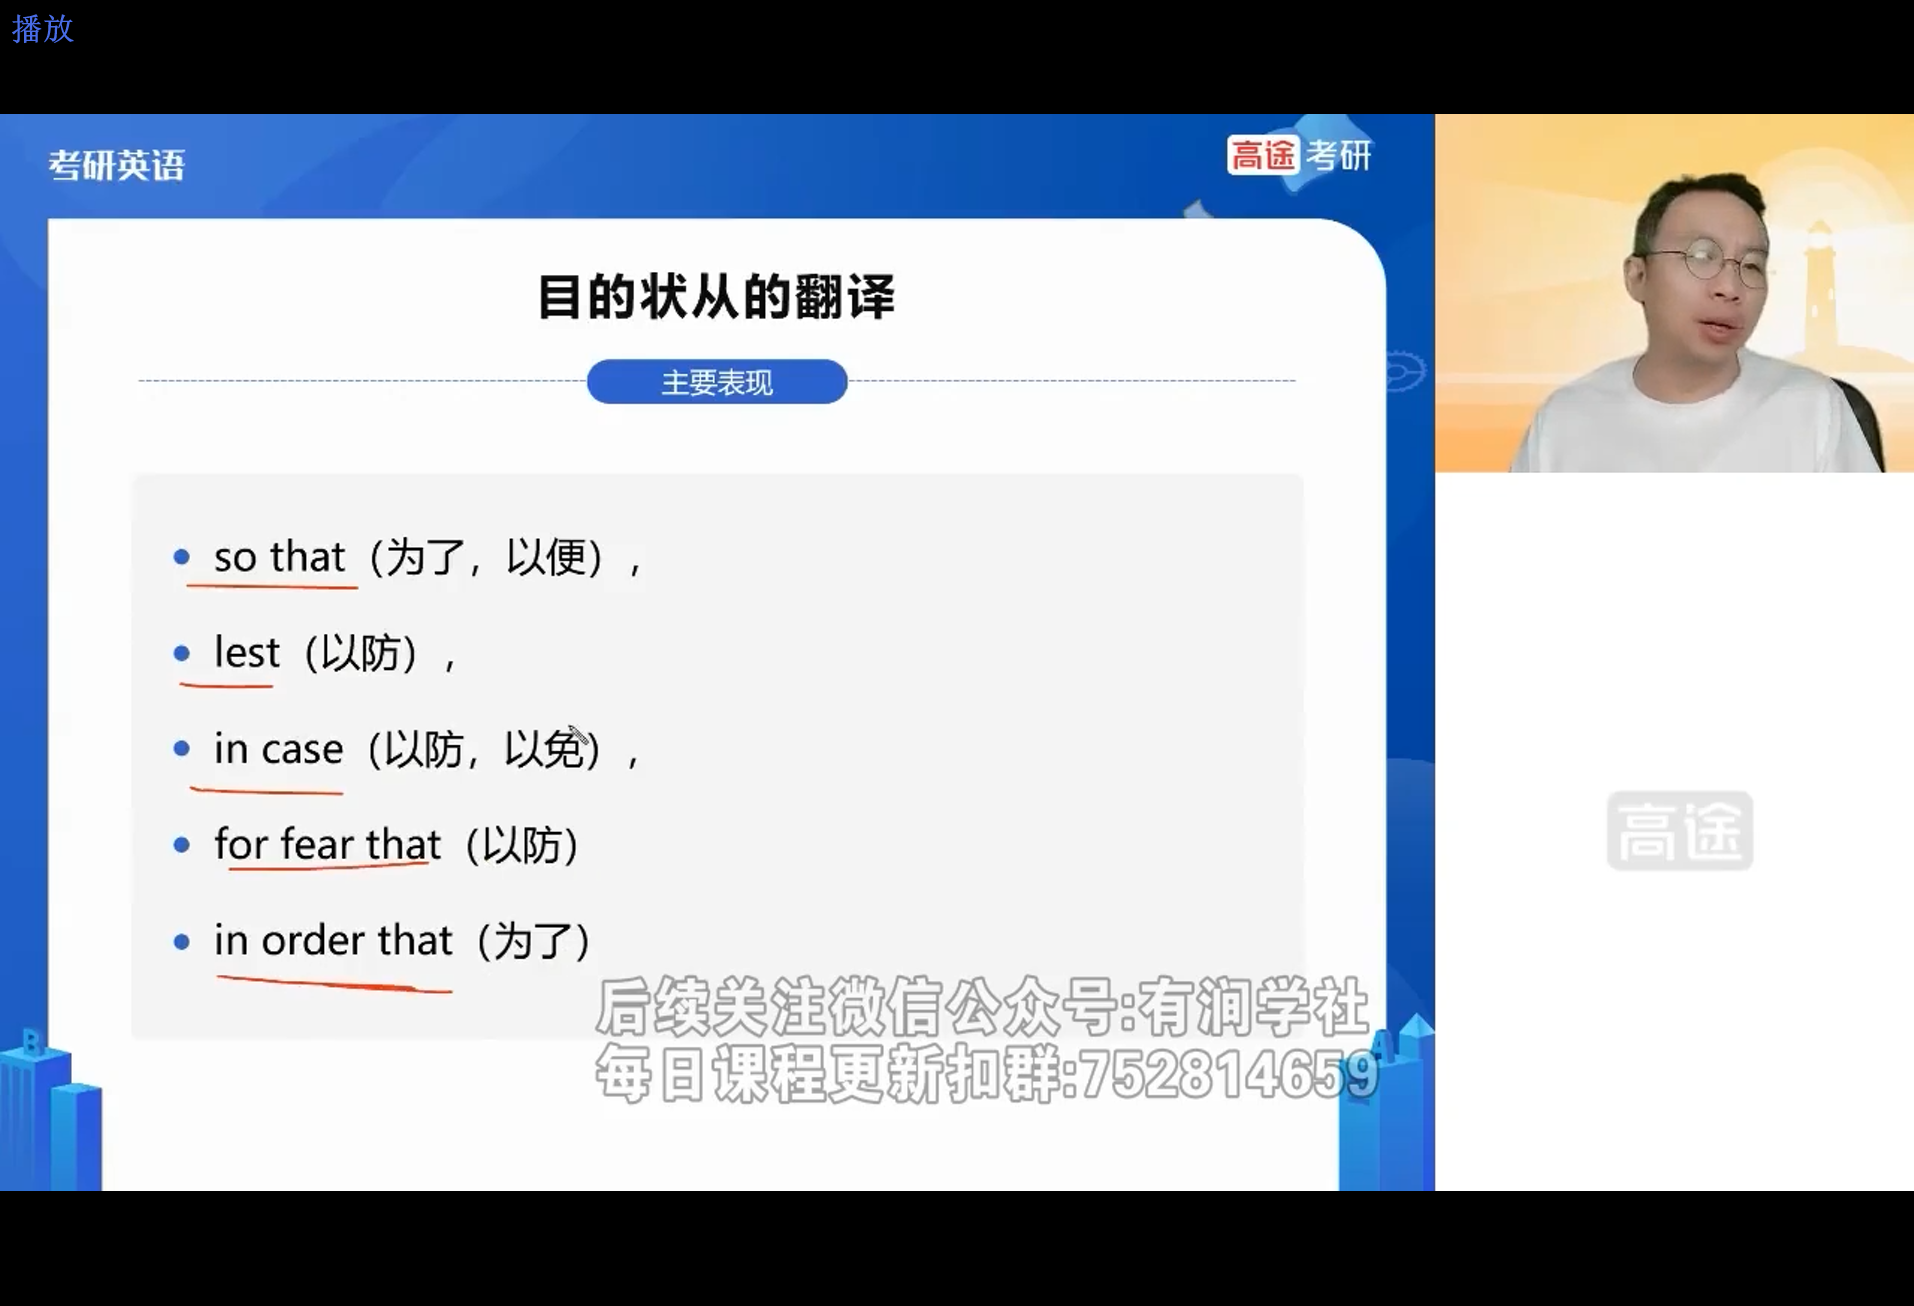 播放
考研英语
高途 考研
目的状从的翻译
主要表现
so that（为了，以便）,
lest（以防）,
in case（以防，以免）,
for fear that（以防）
in order that（为了）
后续关注微信公众号:有润学社
每日课程更新扣群:752814659
高途
B
A